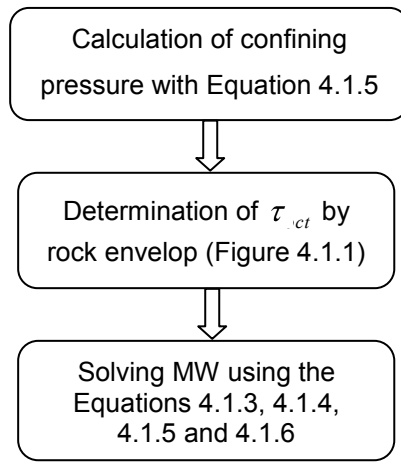 Calculation of confining
pressure with Equation 4.1.5
Determination of τ_oct by
rock envelop (Figure 4.1.1)
Solving MW using the
Equations 4.1.3, 4.1.4,
4.1.5 and 4.1.6